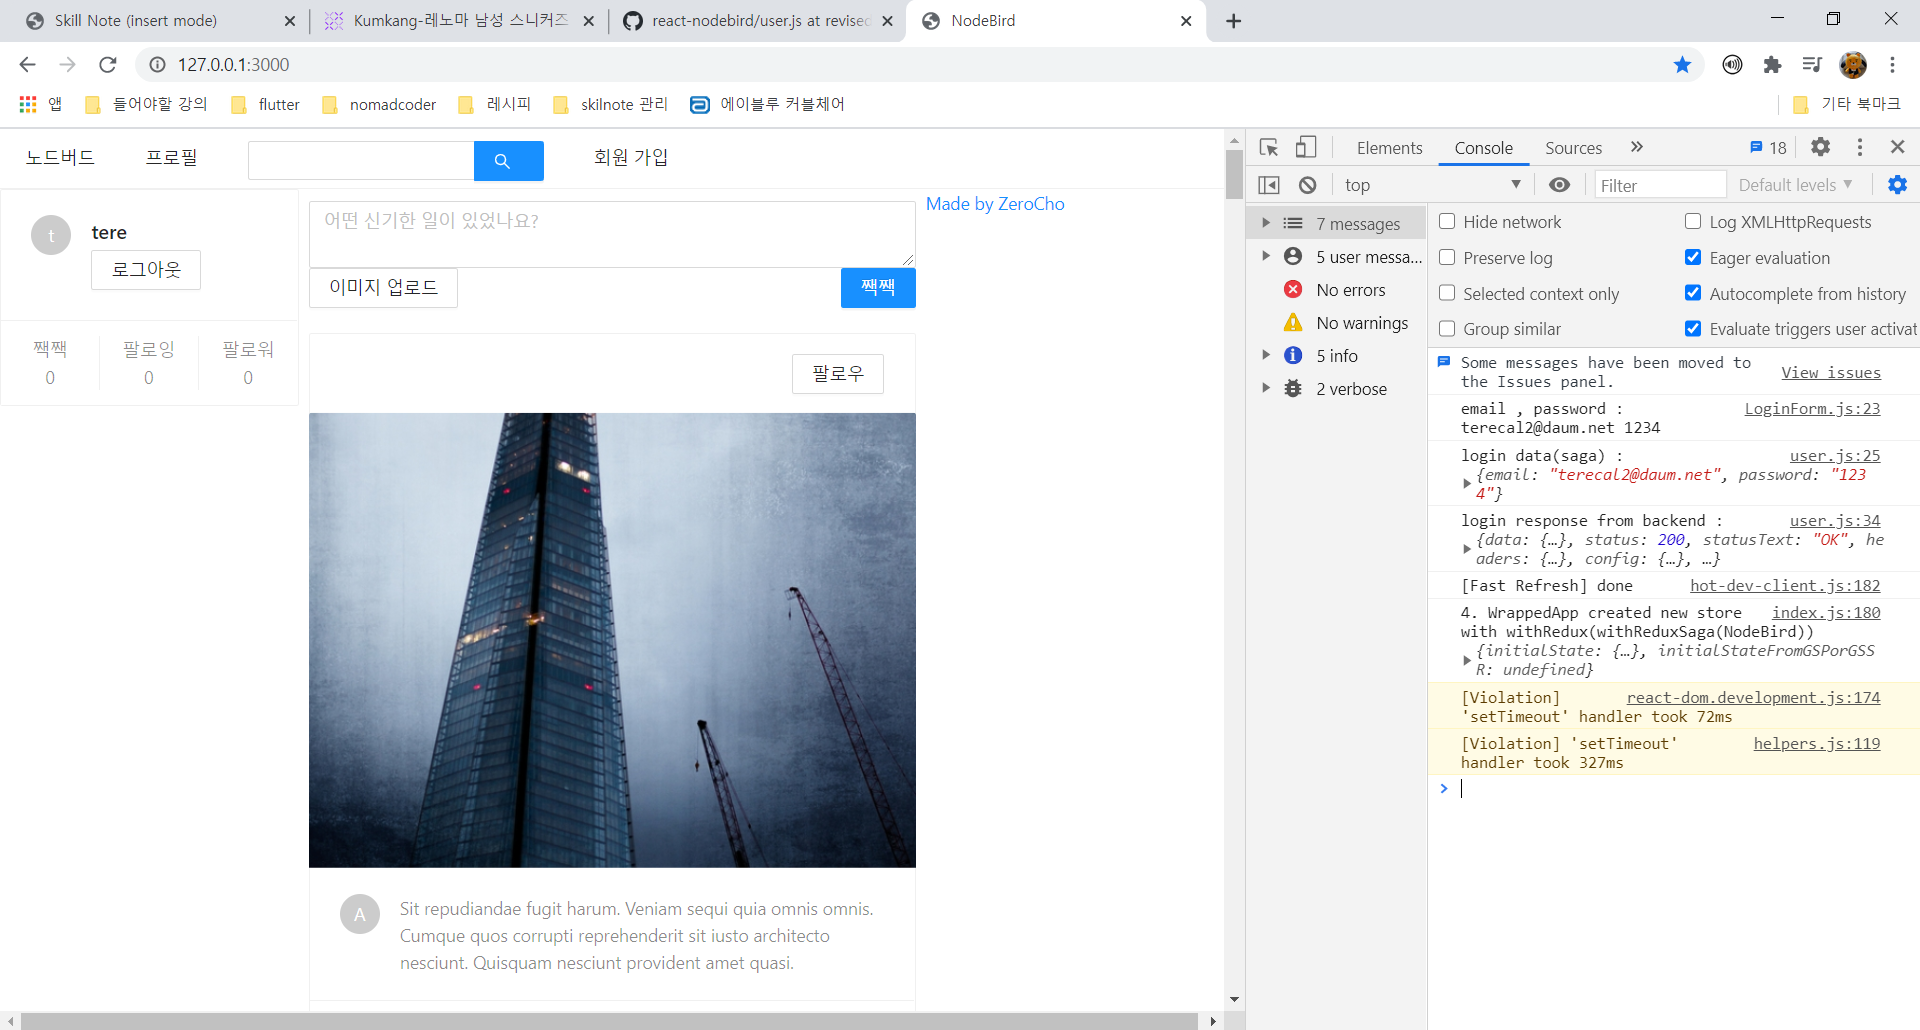 Skill Note (insert mode)
Kumkang-레노마 남성 스니커즈
react-nodebird/user.js at revised
NodeBird
127.0.0.1:3000
앱
들어야할 강의
flutter
nomadcoder
레시피
skilnote 관리
에이블루 커블체어
기타 북마크
노드버드
프로필
회원 가입
t
tere
로그아웃
짹짹
팔로잉
팔로워
0
0
0
어떤 신기한 일이 있었나요?
이미지 업로드
짹짹
Made by ZeroCho
팔로우
A
Sit repudiandae fugit harum. Veniam sequi quia omnis omnis.
Cumque quos corrupti reprehenderit sit iusto architecto
nesciunt. Quisquam nesciunt provident amet quasi.
Elements
Console
Sources
18
top
Filter
Default levels
7 messages
5 user messa...
No errors
No warnings
5 info
2 verbose
Hide network
Log XMLHttpRequests
Preserve log
Eager evaluation
Selected context only
Autocomplete from history
Group similar
Evaluate triggers user activat
Some messages have been moved to
the Issues panel.
View issues
email , password : LoginForm.js:23
terecal2@daum.net 1234
login data(saga) : user.js:25
{email: "terecal2@daum.net", password: "123
4"}
login response from backend : user.js:34
{data: {…}, status: 200, statusText: "OK", he
aders: {…}, config: {…}, …}
[Fast Refresh] done hot-dev-client.js:182
4. WrappedApp created new store index.js:180
with withRedux(withReduxSaga(NodeBird))
{initialState: {…}, initialStateFromGSPorGSS
R: undefined}
[Violation] react-dom.development.js:174
'setTimeout' handler took 72ms
[Violation] 'setTimeout' helpers.js:119
handler took 327ms